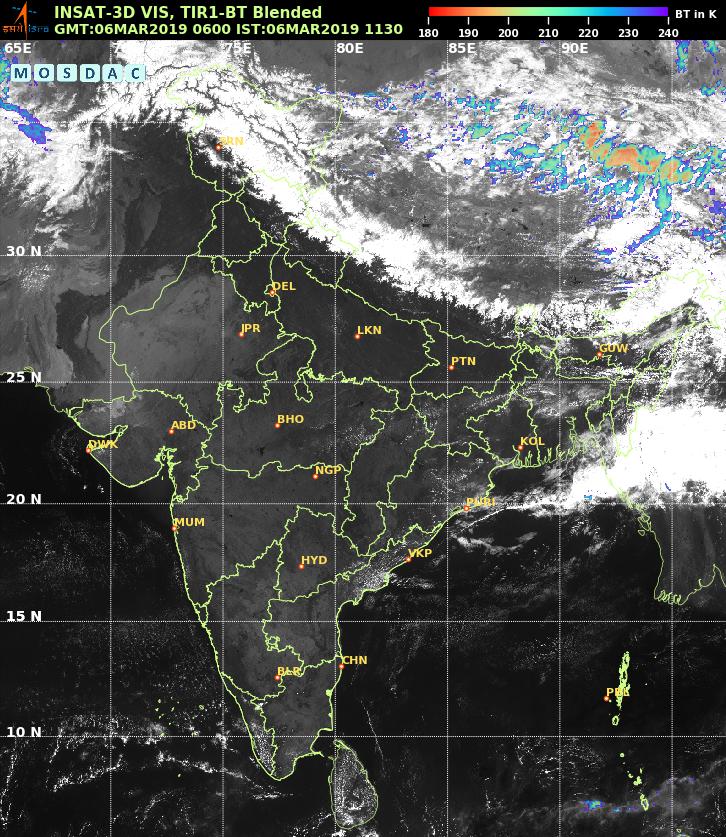 INSAT-3D VIS, TIR1-BT Blended
GMT:06MAR2019 0600 IST:06MAR2019 1130
BT in K
180 190 200 210 220 230 240
65E 75E 80E 85E 90E
MOSDAC
SRN
30 N
DEL
JPR
LKN
GUW
PTN
25 N
ABD
BHO
DWK
KOL
NGP
20 N
PURI
MUM
VKP
HYD
15 N
CHN
BLR
10 N